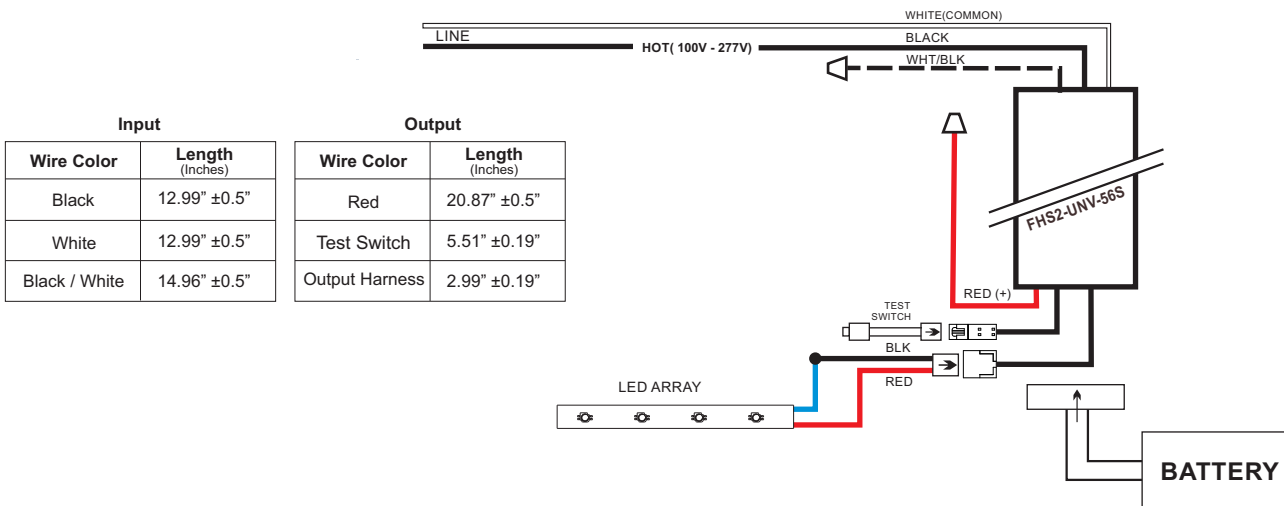 WHITE(COMMON)
LINE
HOT( 100V - 277V)
BLACK
WHT/BLK
Input
Wire Color Length (Inches)
Black 12.99” ±0.5”
White 12.99” ±0.5”
Black / White 14.96” ±0.5”
Output
Wire Color Length (Inches)
Red 20.87” ±0.5”
Test Switch 5.51” ±0.19”
Output Harness 2.99” ±0.19”
FHS2-UNV-56S
RED (+)
TEST
SWITCH
BLK
RED
LED ARRAY
BATTERY